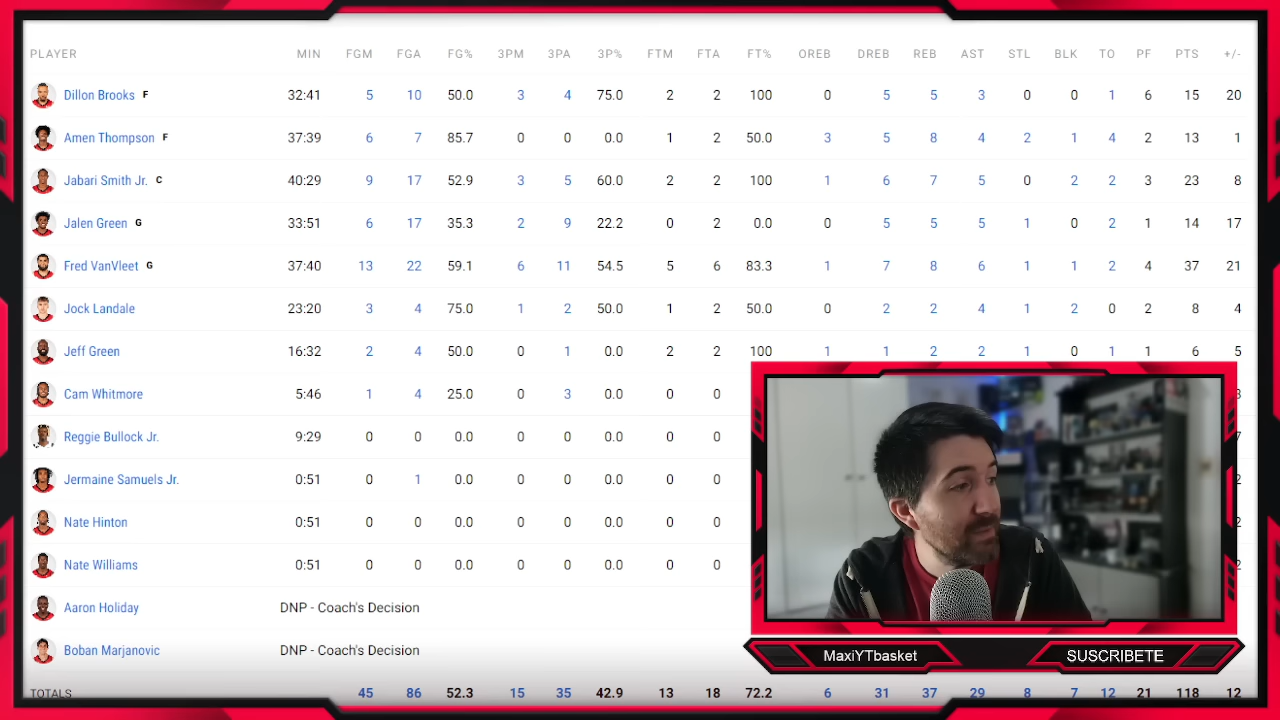 PLAYER MIN FGM FGA FG% 3PM 3PA 3P% FTM FTA FT% OREB DREB REB AST STL BLK TO PF PTS +/-
Dillon Brooks F 32:41 5 10 50.0 3 4 75.0 2 2 100 0 5 5 3 0 0 1 6 15 20
Amen Thompson F 37:39 6 7 85.7 0 0 0.0 1 2 50.0 3 5 8 4 2 1 4 2 13 1
Jabari Smith Jr. C 40:29 9 17 52.9 3 5 60.0 2 2 100 1 6 7 5 0 2 2 3 23 8
Jalen Green G 33:51 6 17 35.3 2 9 22.2 0 2 0.0 0 5 5 5 1 0 2 1 14 17
Fred VanVleet G 37:40 13 22 59.1 6 11 54.5 5 6 83.3 1 7 8 6 1 1 2 4 37 21
Jock Landale 23:20 3 4 75.0 1 2 50.0 1 2 50.0 0 2 2 4 1 2 0 2 8 4
Jeff Green 16:32 2 4 50.0 0 1 0.0 2 2 100 1 1 2 2 1 0 1 1 6 5
Cam Whitmore 5:46 1 4 25.0 0 3 0.0 0 0
Reggie Bullock Jr. 9:29 0 0 0.0 0 0 0.0 0 0
Jermaine Samuels Jr. 0:51 0 1 0.0 0 0 0.0 0 0
Nate Hinton 0:51 0 0 0.0 0 0 0.0 0 0
Nate Williams 0:51 0 0 0.0 0 0 0.0 0 0
Aaron Holiday DNP - Coach's Decision
Boban Marjanovic DNP - Coach's Decision
TOTALS 45 86 52.3 15 35 42.9 13 18 72.2 6 31 37 29 8 7 12 21 118 12
MaxiYTbasket SUSCRIBETE